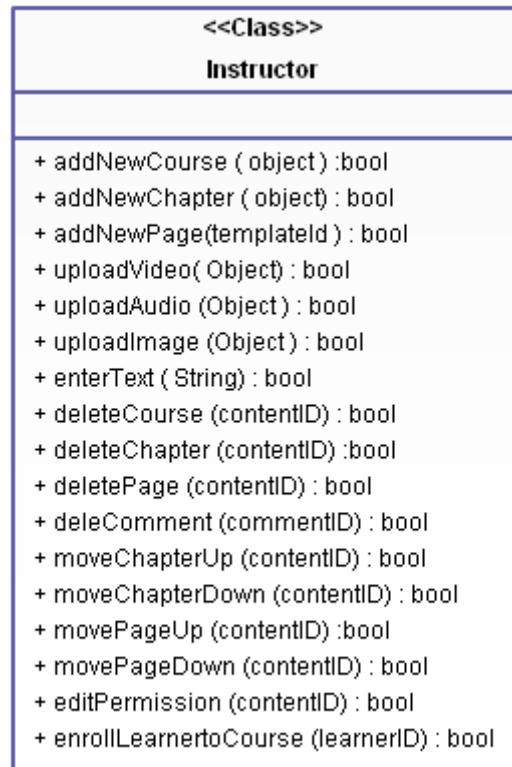 <<Class>>
Instructor
+ addNewCourse ( object ) :bool
+ addNewChapter ( object) : bool
+ addNewPage(templateId ) : bool
+ uploadVideo( Object) : bool
+ uploadAudio (Object ) : bool
+ uploadImage (Object ) : bool
+ enterText ( String) : bool
+ deleteCourse (contentID) : bool
+ deleteChapter (contentID) :bool
+ deletePage (contentID) : bool
+ deleComment (commentID) : bool
+ moveChapterUp (contentID) : bool
+ moveChapterDown (contentID) : bool
+ movePageUp (contentID) :bool
+ movePageDown (contentID) : bool
+ editPermission (contentID) : bool
+ enrollLearnertoCourse (learnerID) : bool